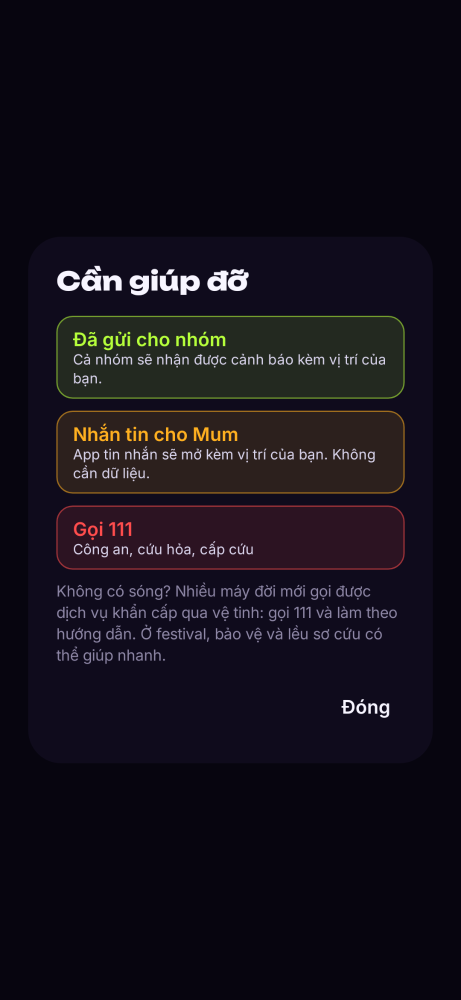 Cần giúp đỡ
Đã gửi cho nhóm
Cả nhóm sẽ nhận được cảnh báo kèm vị trí của
bạn.
Nhắn tin cho Mum
App tin nhắn sẽ mở kèm vị trí của bạn. Không
cần dữ liệu.
Gọi 111
Công an, cứu hỏa, cấp cứu
Không có sóng? Nhiều máy đời mới gọi được
dịch vụ khẩn cấp qua vệ tinh: gọi 111 và làm theo
hướng dẫn. Ở festival, bảo vệ và lều sơ cứu có
thể giúp nhanh.
Đóng